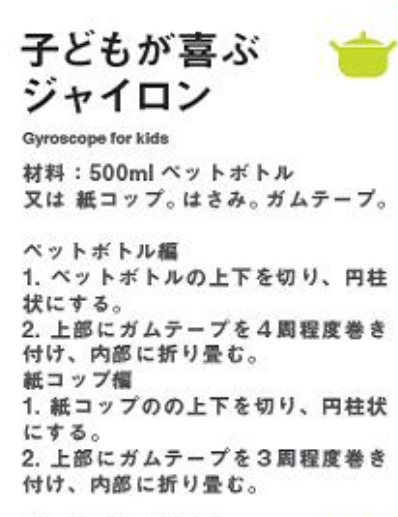 子どもが喜ぶ
ジャイロン
Gyroscope for kids
材料：500ml ペットボトル
又は 紙コップ。はさみ。ガムテープ。
ペットボトル編
1. ペットボトルの上下を切り、円柱
状にする。
2. 上部にガムテープを４周程度巻き
付け、内部に折り畳む。
紙コップ編
1. 紙コップのの上下を切り、円柱状
にする。
2. 上部にガムテープを３周程度巻き
付け、内部に折り畳む。